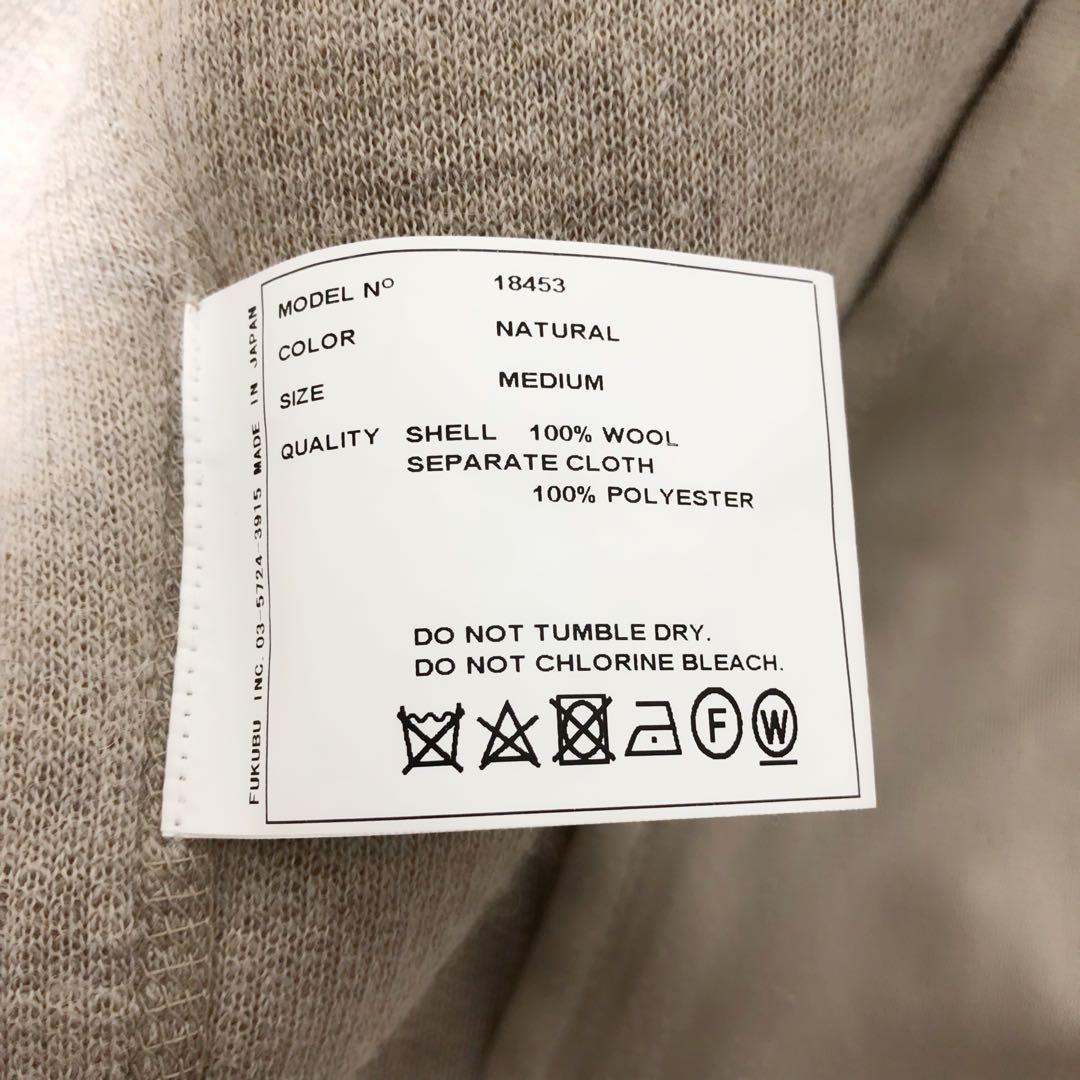 MODEL Nº 18453
COLOR NATURAL
SIZE MEDIUM
QUALITY SHELL 100% WOOL
SEPARATE CLOTH
100% POLYESTER
DO NOT TUMBLE DRY.
DO NOT CHLORINE BLEACH.
F W
FUKUBU INC. 03-5724-3915 MADE IN JAPAN